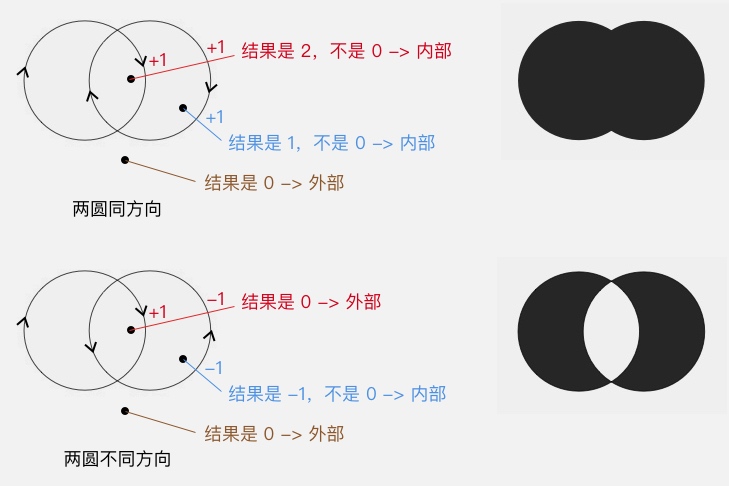 +1
+1
结果是 2，不是 0 -> 内部
+1
结果是 1，不是 0 -> 内部
结果是 0 -> 外部
两圆同方向
+1
-1
结果是 0 -> 外部
-1
结果是 -1，不是 0 -> 内部
结果是 0 -> 外部
两圆不同方向